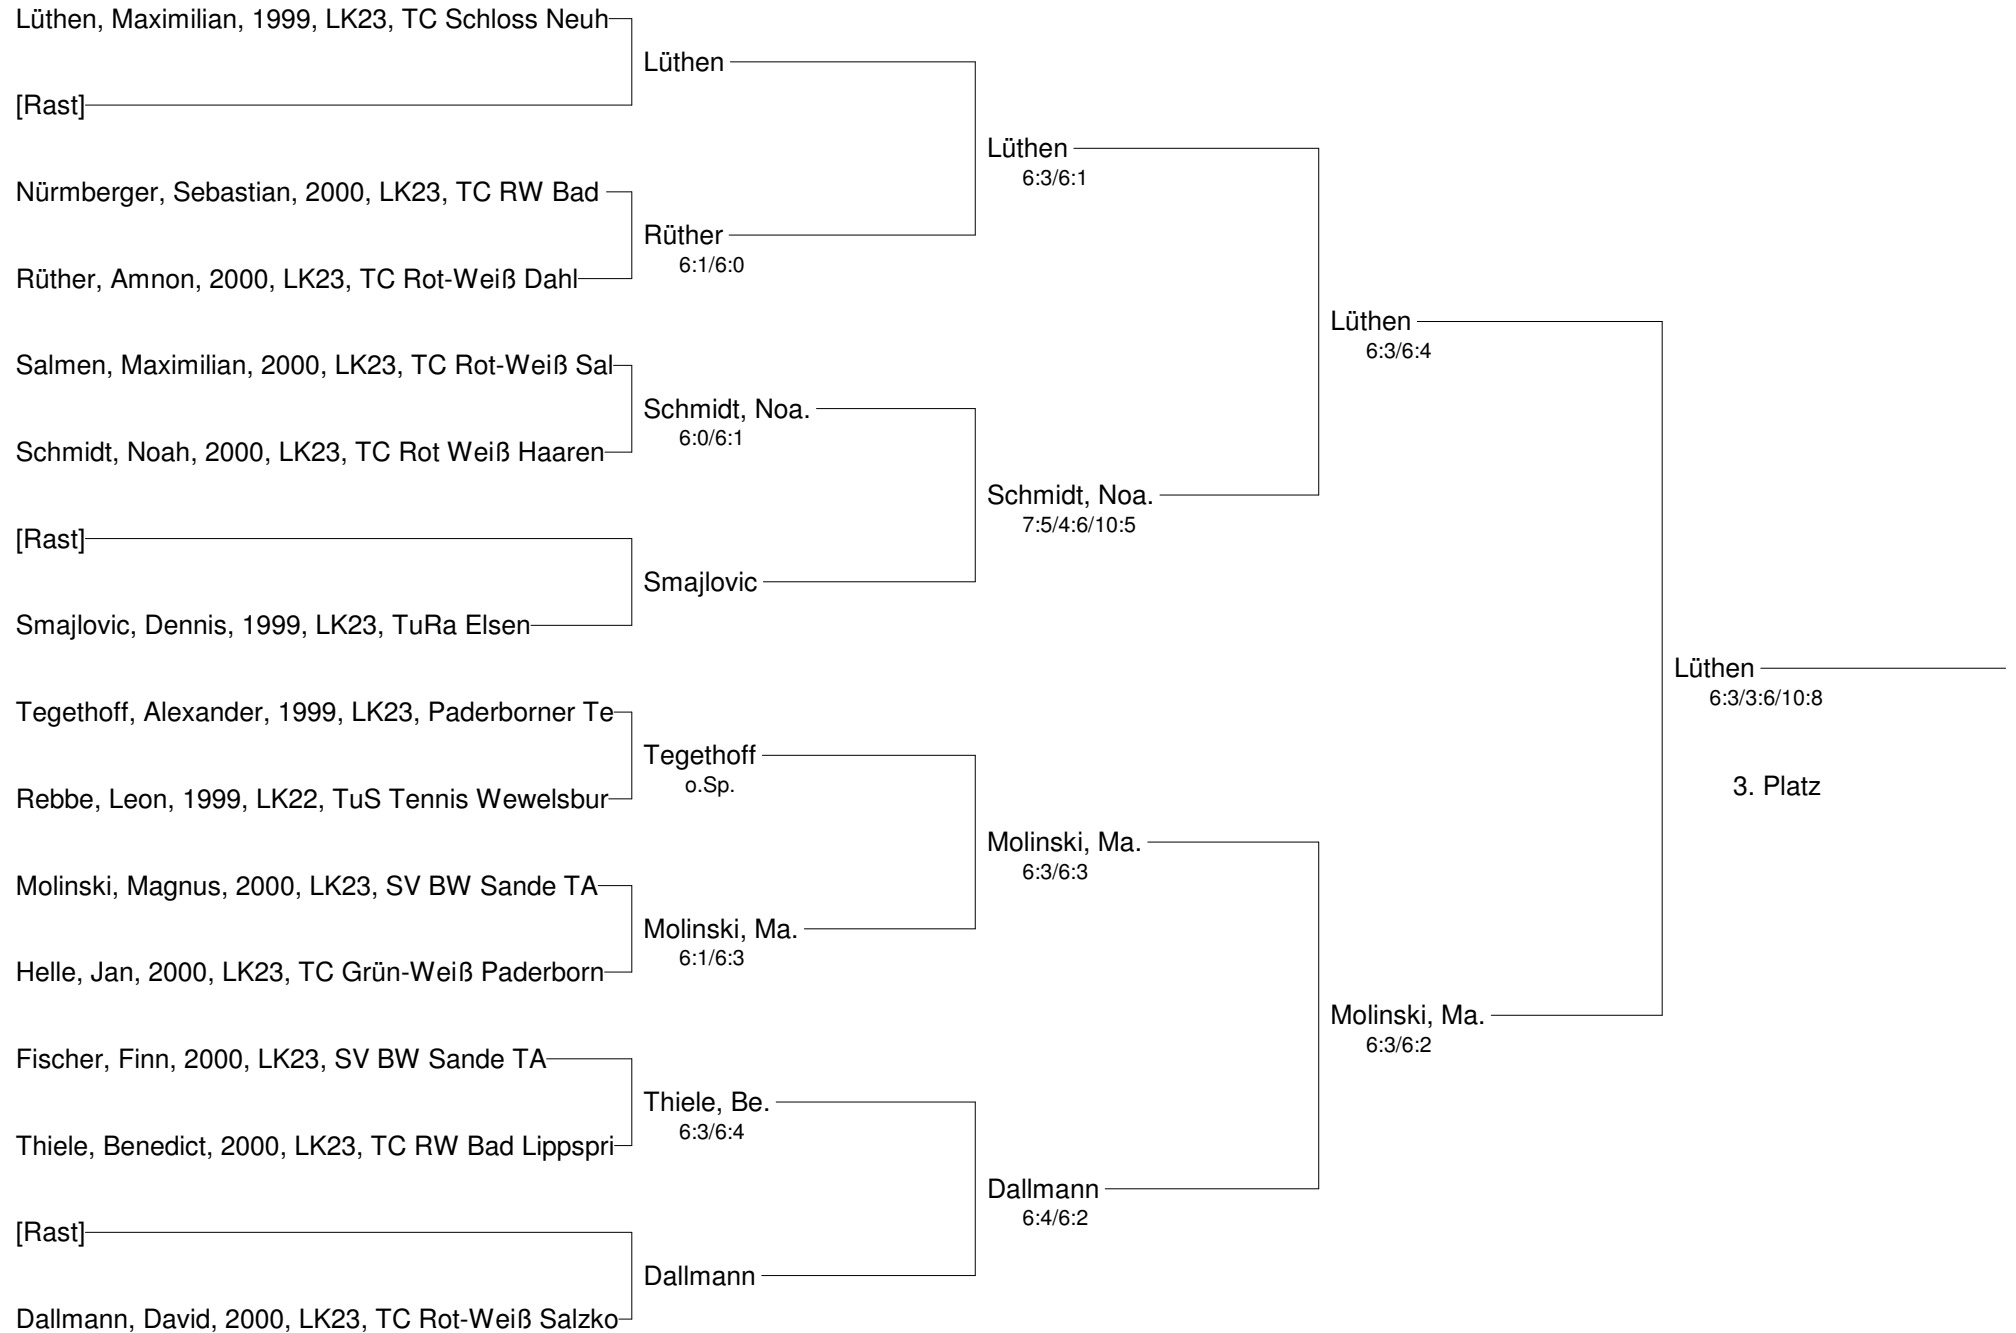 Lüthen, Maximilian, 1999, LK23, TC Schloss Neuh
[Rast]
Nürmberger, Sebastian, 2000, LK23, TC RW Bad
Rüther, Amnon, 2000, LK23, TC Rot-Weiß Dahl
Salmen, Maximilian, 2000, LK23, TC Rot-Weiß Sal
Schmidt, Noah, 2000, LK23, TC Rot Weiß Haaren
[Rast]
Smajlovic, Dennis, 1999, LK23, TuRa Elsen
Tegethoff, Alexander, 1999, LK23, Paderborner Te
Rebbe, Leon, 1999, LK22, TuS Tennis Wewelsbur
Molinski, Magnus, 2000, LK23, SV BW Sande TA
Helle, Jan, 2000, LK23, TC Grün-Weiß Paderborn
Fischer, Finn, 2000, LK23, SV BW Sande TA
Thiele, Benedict, 2000, LK23, TC RW Bad Lippspri
[Rast]
Dallmann, David, 2000, LK23, TC Rot-Weiß Salzko
Lüthen
Rüther
6:1/6:0
Schmidt, Noa.
6:0/6:1
Smajlovic
Tegethoff
o.Sp.
Molinski, Ma.
6:1/6:3
Thiele, Be.
6:3/6:4
Dallmann
Lüthen
6:3/6:1
Schmidt, Noa.
7:5/4:6/10:5
Molinski, Ma.
6:3/6:3
Dallmann
6:4/6:2
Lüthen
6:3/6:4
Molinski, Ma.
6:3/6:2
Lüthen
6:3/3:6/10:8
3. Platz